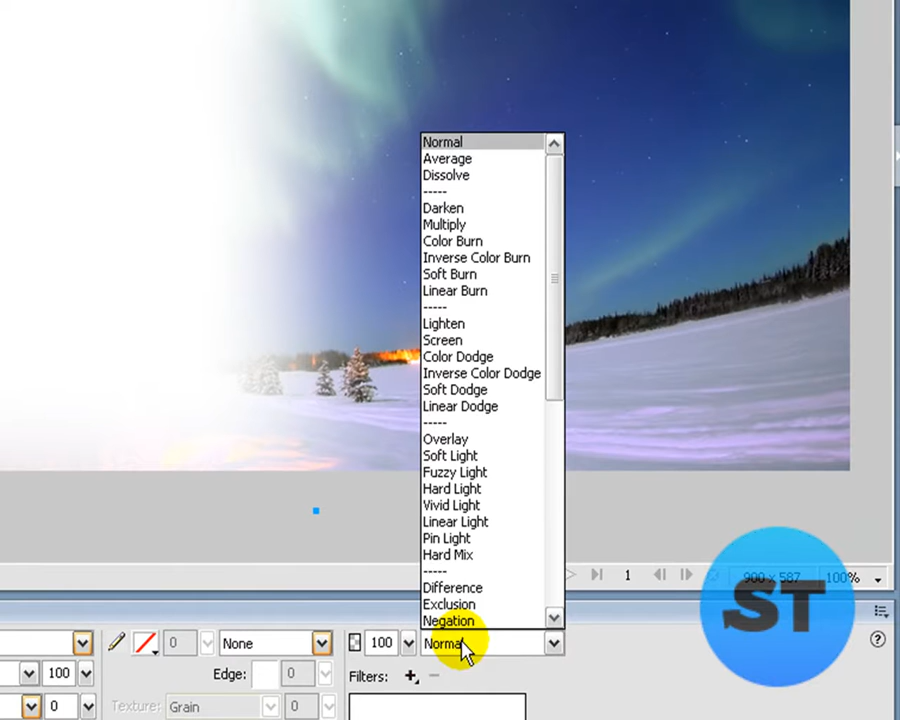 Normal
Average
Dissolve
-----
Darken
Multiply
Color Burn
Inverse Color Burn
Soft Burn
Linear Burn
-----
Lighten
Screen
Color Dodge
Inverse Color Dodge
Soft Dodge
Linear Dodge
-----
Overlay
Soft Light
Fuzzy Light
Hard Light
Vivid Light
Linear Light
Pin Light
Hard Mix
-----
Difference
Exclusion
Negation
1
900 x 587
100%
ST
0
None
100
Normal
?
100
Edge:
0
Filters:
0
Texture:
Grain
0